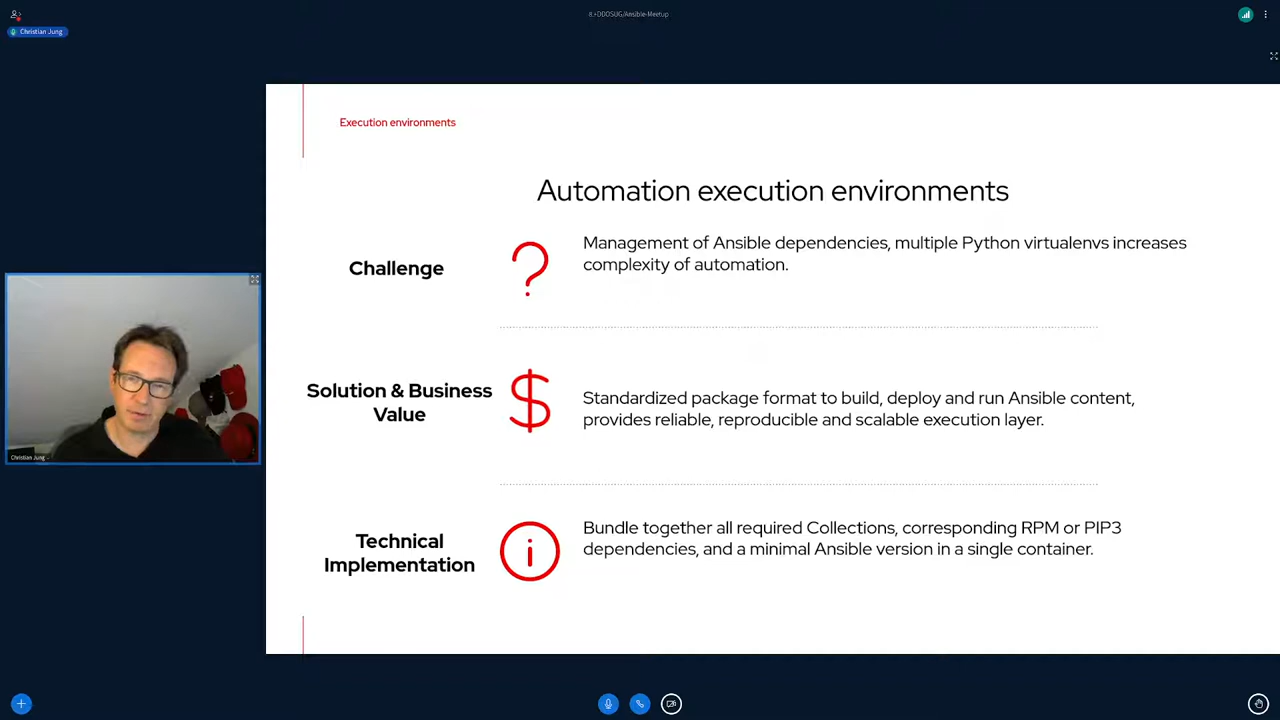 8.+DDOSUG/Ansible-Meetup
Christian Jung
Execution environments
Automation execution environments
Challenge
Management of Ansible dependencies, multiple Python virtualenvs increases
complexity of automation.
Solution & Business
Value
Standardized package format to build, deploy and run Ansible content,
provides reliable, reproducible and scalable execution layer.
Technical
Implementation
Bundle together all required Collections, corresponding RPM or PIP3
dependencies, and a minimal Ansible version in a single container.
Christian Jung